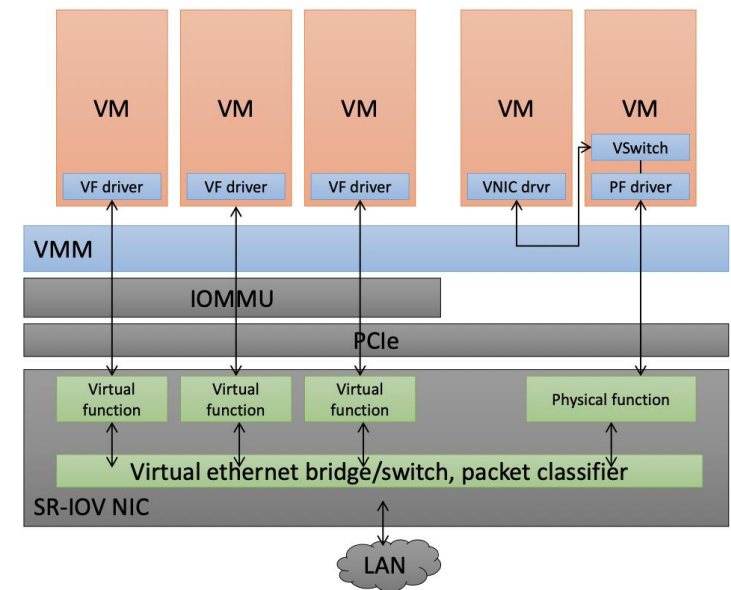 VM
VM
VM
VM
VM
VSwitch
VF driver
VF driver
VF driver
VNIC drvr
PF driver
VMM
IOMMU
PCIe
Virtual
function
Virtual
function
Virtual
function
Physical function
Virtual ethernet bridge/switch, packet classifier
SR-IOV NIC
LAN